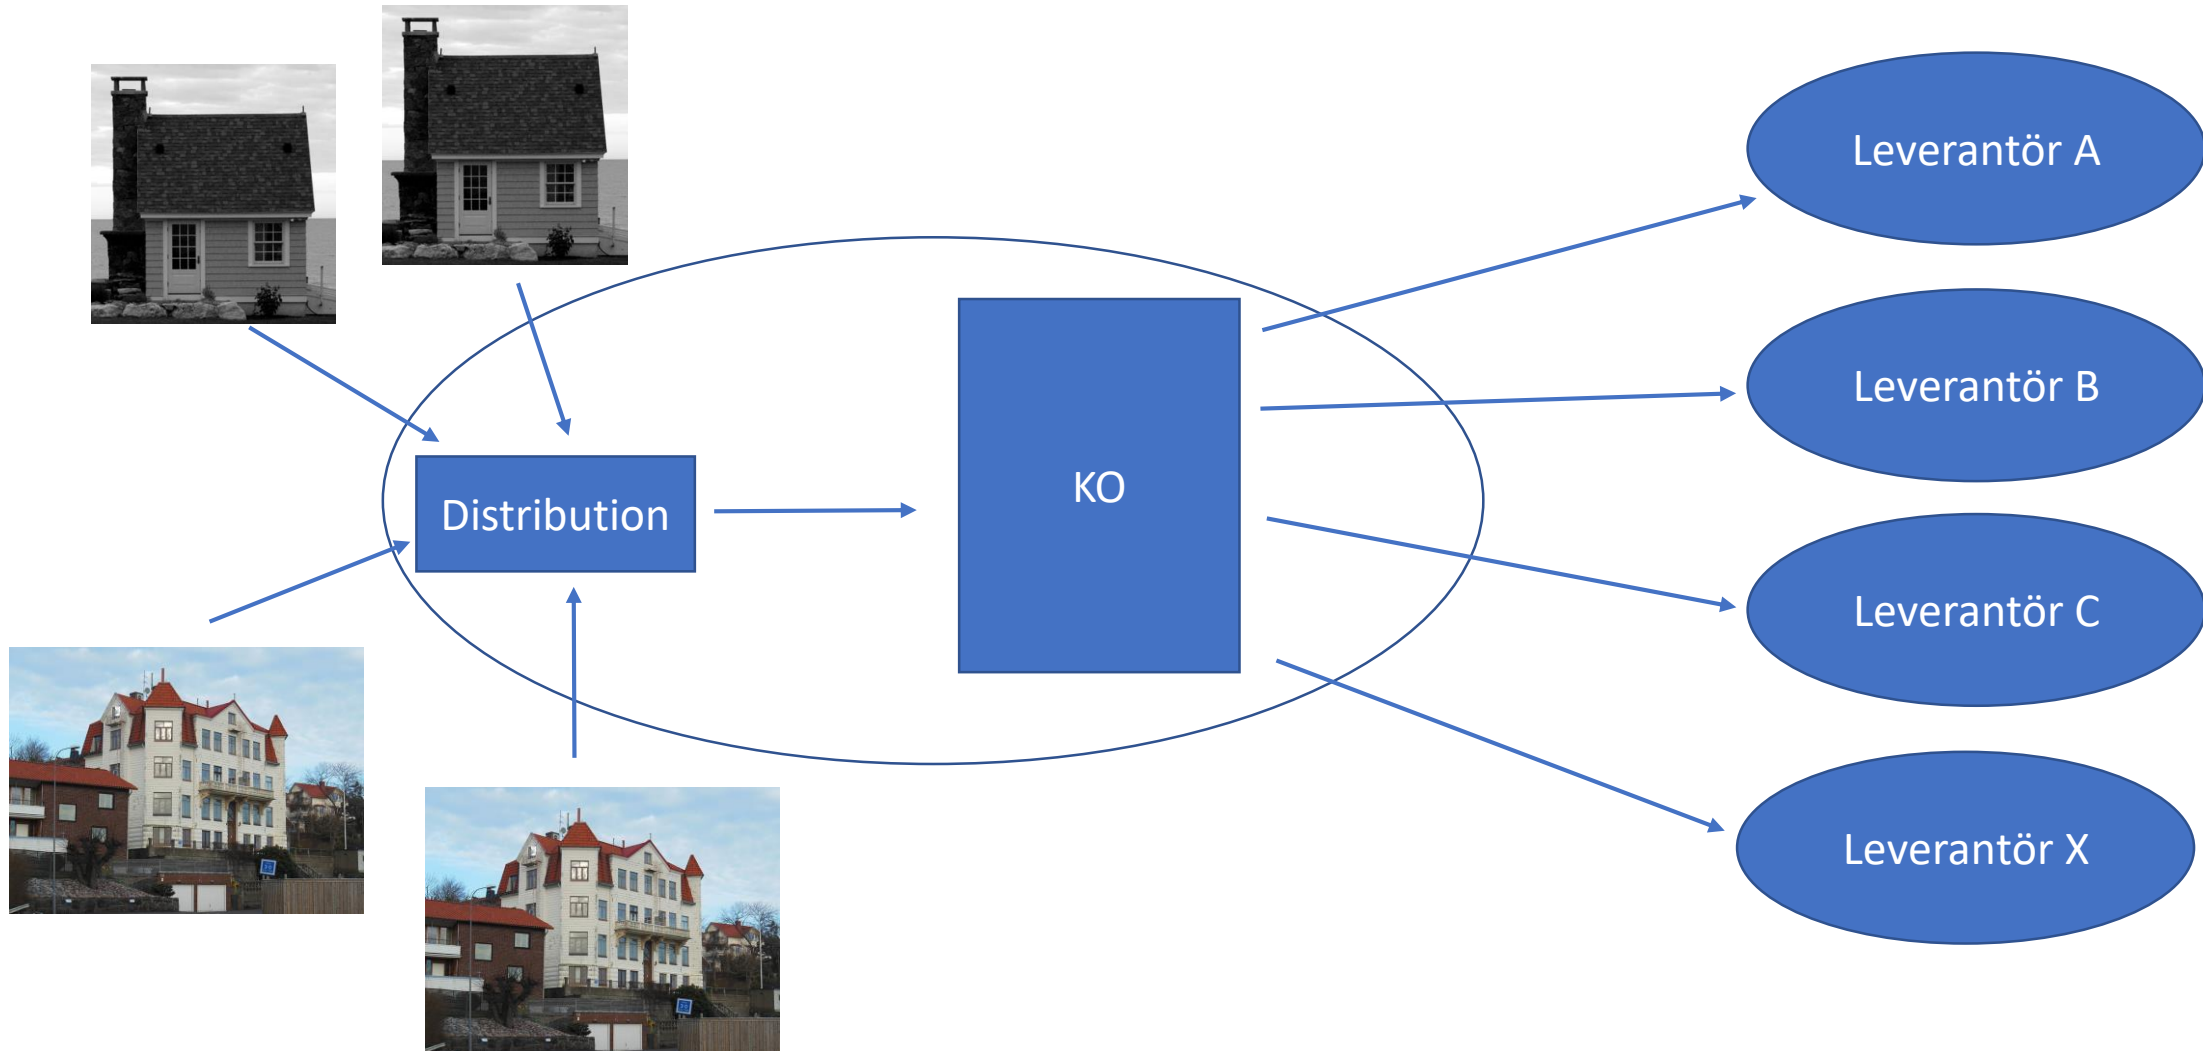 Leverantör A
Leverantör B
KO
Distribution
Leverantör C
Leverantör X